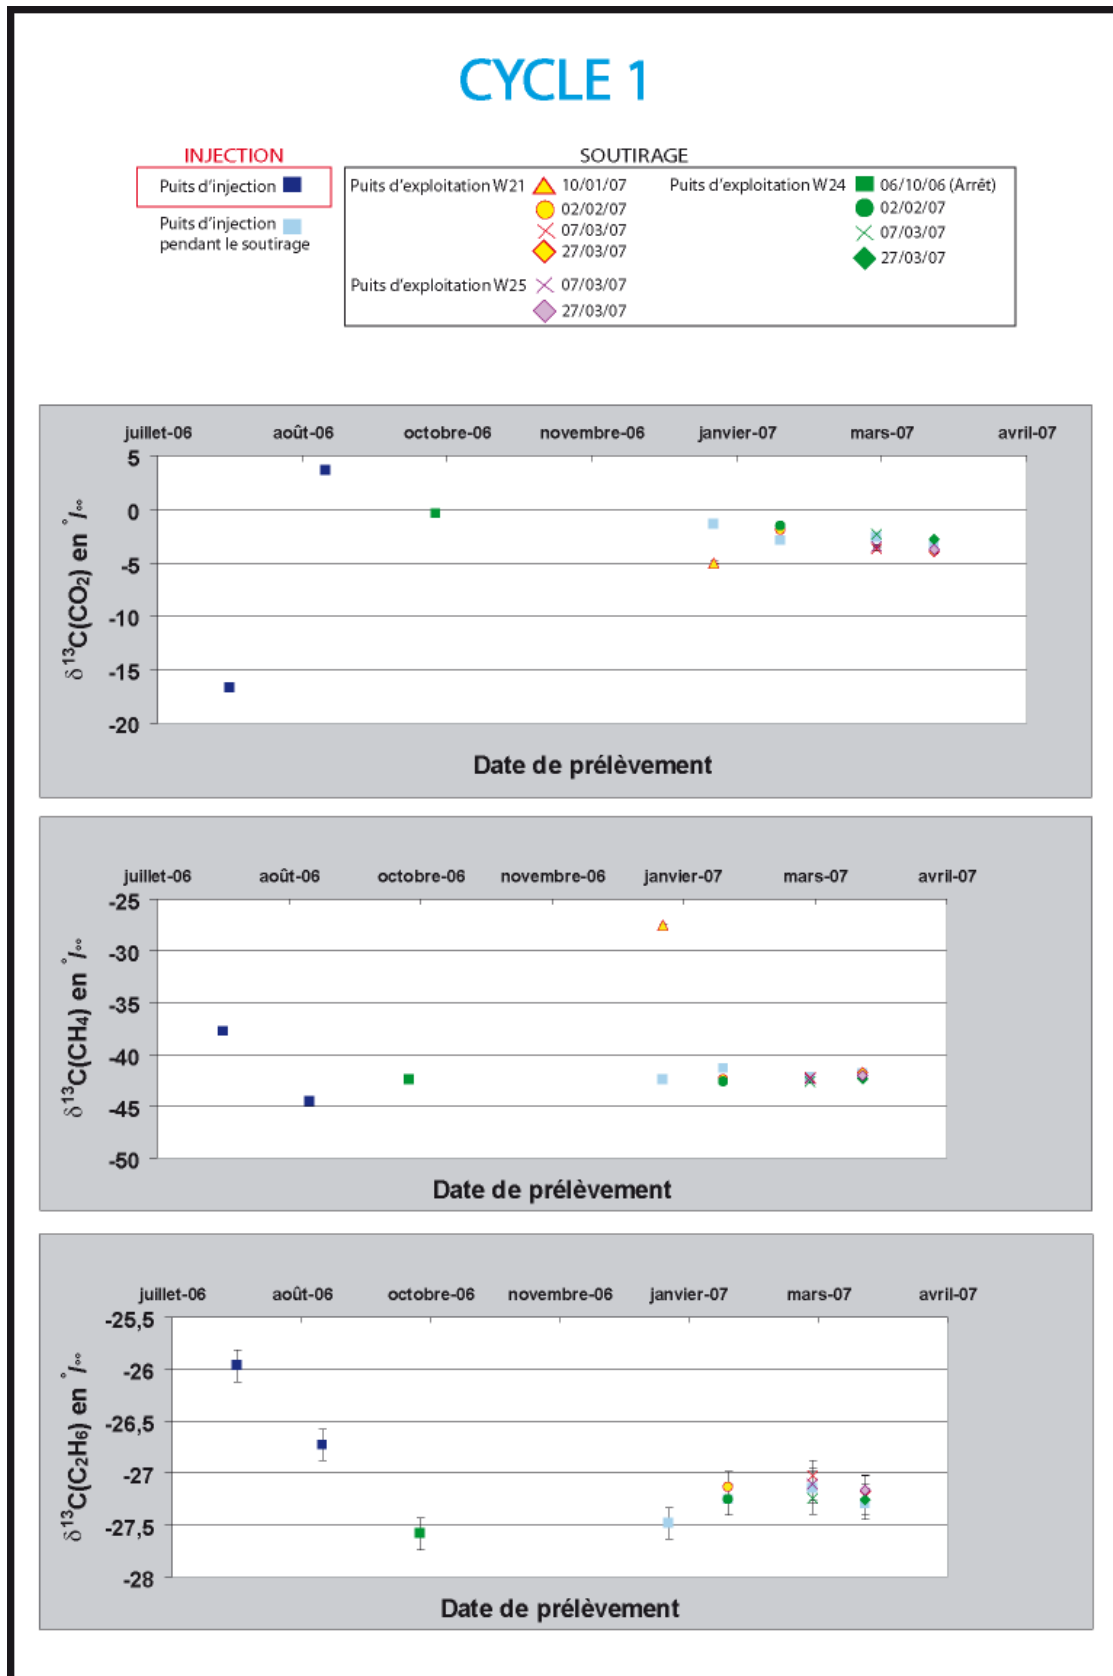 CYCLE 1
INJECTION
SOUTIRAGE
Puits d'injection
Puits d'injection
pendant le soutirage
Puits d'exploitation W21
10/01/07
02/02/07
07/03/07
27/03/07
Puits d'exploitation W25
07/03/07
27/03/07
Puits d'exploitation W24
06/10/06 (Arrêt)
02/02/07
07/03/07
27/03/07
juillet-06 août-06 octobre-06 novembre-06 janvier-07 mars-07 avril-07
5
0
-5
-10
-15
-20
δ¹³C(CO₂) en °/°°
Date de prélèvement
juillet-06 août-06 octobre-06 novembre-06 janvier-07 mars-07 avril-07
-25
-30
-35
-40
-45
-50
δ¹³C(CH₄) en °/°°
Date de prélèvement
juillet-06 août-06 octobre-06 novembre-06 janvier-07 mars-07 avril-07
-25,5
-26
-26,5
-27
-27,5
-28
δ¹³C(C₂H₆) en °/°°
Date de prélèvement